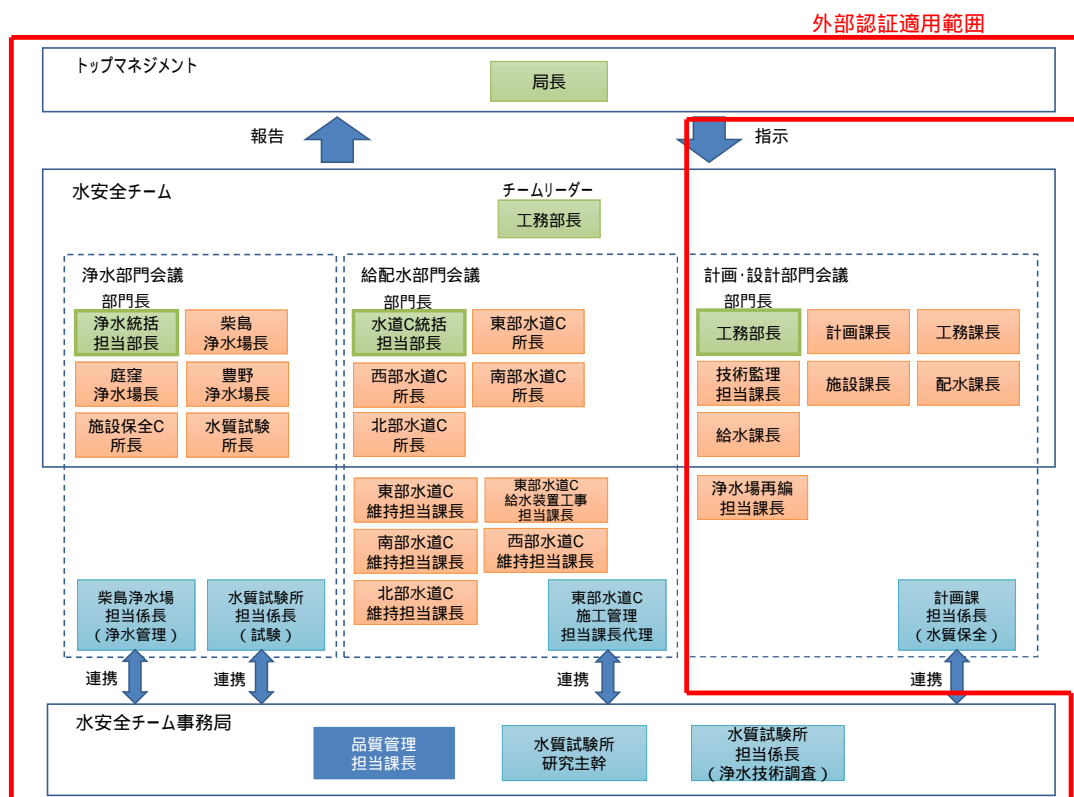 外部認証適用範囲
トップマネジメント
局長
報告
指示
水安全チーム
チームリーダー
工務部長
浄水部門会議
部門長
浄水統括
担当部長
柴島
浄水場長
庭窪
浄水場長
豊野
浄水場長
施設保全C
所長
水質試験
所長
給配水部門会議
部門長
水道C統括
担当部長
東部水道C
所長
西部水道C
所長
南部水道C
所長
北部水道C
所長
東部水道C
維持担当課長
東部水道C
給水装置工事
担当課長
南部水道C
維持担当課長
西部水道C
維持担当課長
北部水道C
維持担当課長
計画・設計部門会議
部門長
工務部長
計画課長
工務課長
技術監理
担当課長
施設課長
配水課長
給水課長
浄水場再編
担当課長
柴島浄水場
担当係長
（浄水管理）
水質試験所
担当係長
（試験）
東部水道C
施工管理
担当課長代理
計画課
担当係長
（水質保全）
連携
連携
連携
連携
水安全チーム事務局
品質管理
担当課長
水質試験所
研究主幹
水質試験所
担当係長
（浄水技術調査）